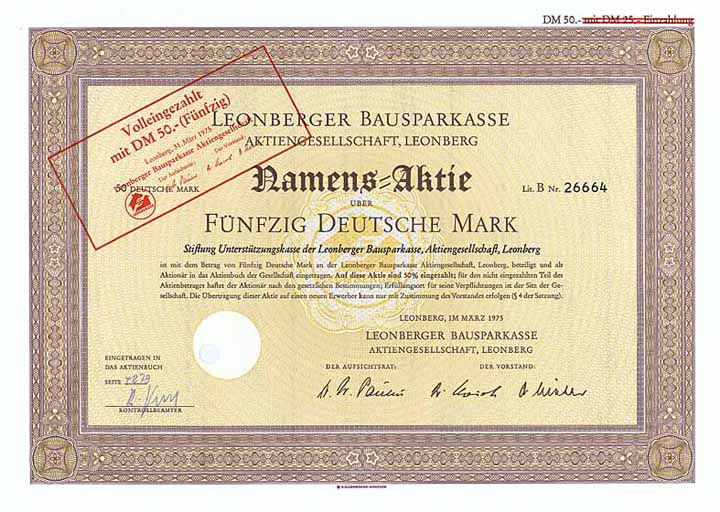 DM 50.- mit DM 25.- Einzahlung
Volleingezahlt
mit DM 50.- (Fünfzig)
Leonberg, 31. März 1975
Leonberger Bausparkasse Aktiengesellschaft
Der Aufsichtsrat: Der Vorstand:
LEONBERGER BAUSPARKASSE
AKTIENGESELLSCHAFT, LEONBERG
50 DEUTSCHE MARK
Namens-Aktie
Lit. B Nr. 26664
ÜBER
FÜNFZIG DEUTSCHE MARK
Stiftung Unterstützungskasse der Leonberger Bausparkasse, Aktiengesellschaft, Leonberg
ist mit dem Betrag von Fünfzig Deutsche Mark an der Leonberger Bausparkasse Aktiengesellschaft, Leonberg, beteiligt und als
Aktionär in das Aktienbuch der Gesellschaft eingetragen. Auf diese Aktie sind 50% eingezahlt; für den nicht eingezahlten Teil des
Aktienbetrages haftet der Aktionär nach den gesetzlichen Bestimmungen; Erfüllungsort für seine Verpflichtungen ist der Sitz der Ge-
sellschaft. Die Übertragung dieser Aktie auf einen neuen Erwerber kann nur mit Zustimmung des Vorstandes erfolgen (§ 4 der Satzung).
LEONBERG, IM MÄRZ 1975
LEONBERGER BAUSPARKASSE
AKTIENGESELLSCHAFT, LEONBERG
EINGETRAGEN IN
DAS AKTIENBUCH
SEITE 4273
KONTROLLBEAMTER
DER AUFSICHTSRAT:
DER VORSTAND: